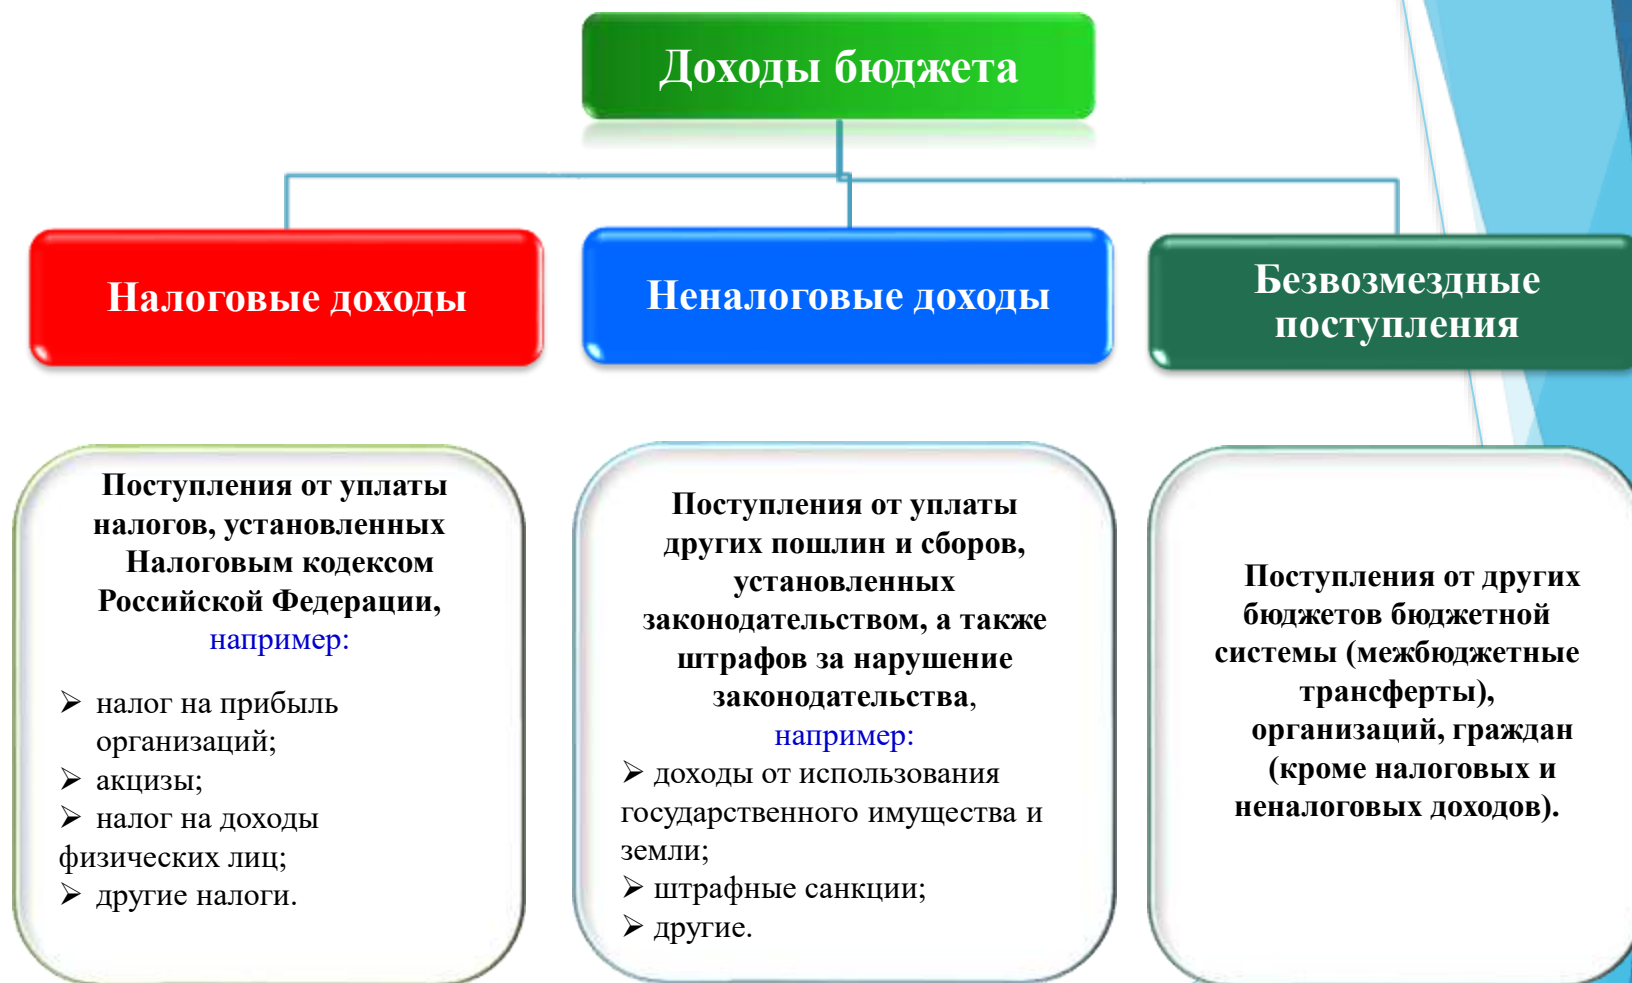 Доходы бюджета
Налоговые доходы
Неналоговые доходы
Безвозмездные
поступления
Поступления от уплаты
налогов, установленных
Налоговым кодексом
Российской Федерации,
например:
➢ налог на прибыль
организаций;
➢ акцизы;
➢ налог на доходы
физических лиц;
➢ другие налоги.
Поступления от уплаты
других пошлин и сборов,
установленных
законодательством, а также
штрафов за нарушение
законодательства,
например:
➢ доходы от использования
государственного имущества и
земли;
➢ штрафные санкции;
➢ другие.
Поступления от других
бюджетов бюджетной
системы (межбюджетные
трансферты),
организаций, граждан
(кроме налоговых и
неналоговых доходов).